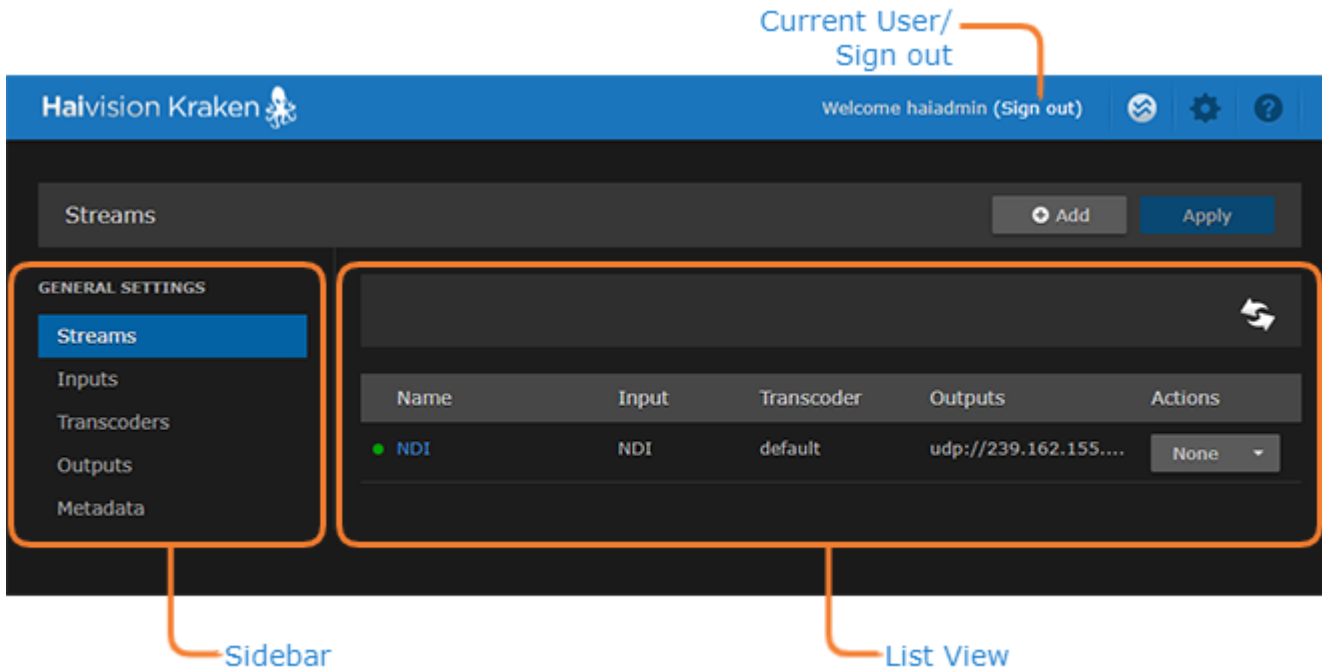 Current User/
Sign out
Haivision Kraken
Welcome haiadmin (Sign out)
Streams
Add
Apply
GENERAL SETTINGS
Streams
Inputs
Transcoders
Outputs
Metadata
Name Input Transcoder Outputs Actions
NDI NDI default udp://239.162.155.... None
Sidebar
List View